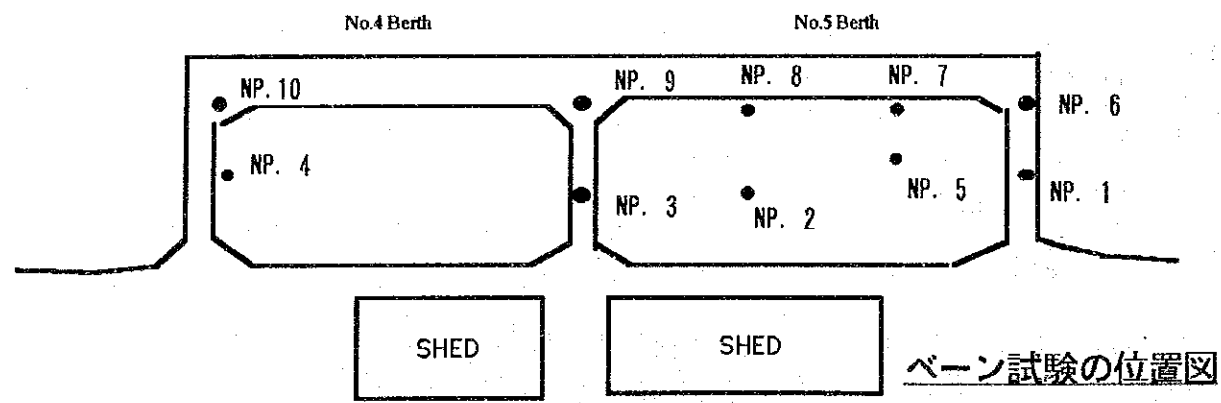 No.4 Berth
No.5 Berth
NP. 10
NP. 9
NP. 8
NP. 7
NP. 6
NP. 4
NP. 3
NP. 2
NP. 5
NP. 1
SHED
SHED
ベーン試験の位置図